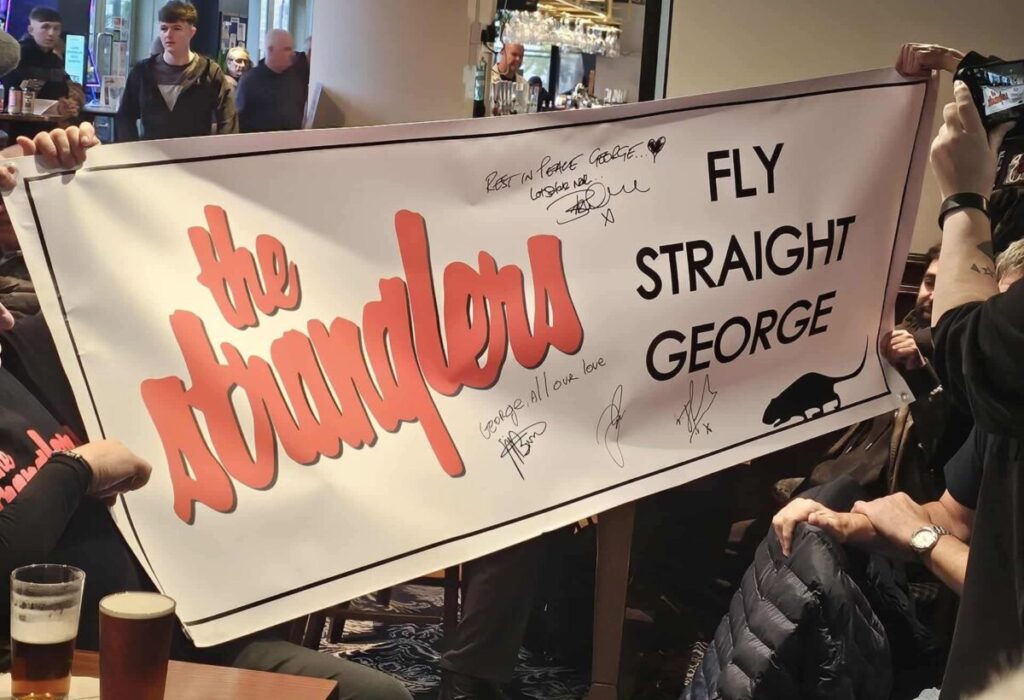 the
stranglers
REST IN PEACE GEORGE...
FLY
STRAIGHT
GEORGE
GEORGE, All OUR love